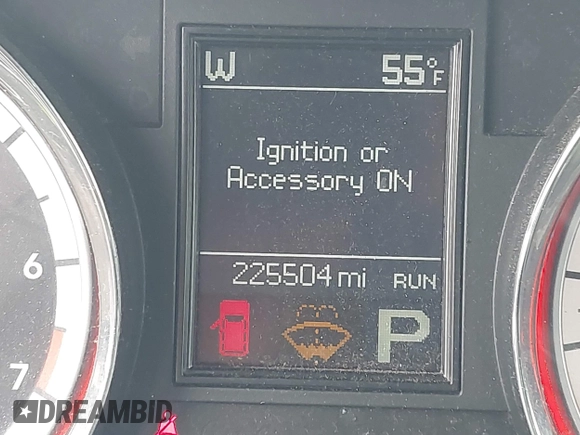 W 55°F
Ignition or
Accessory ON
225504 mi RUN
P
6
7
DREAMBID